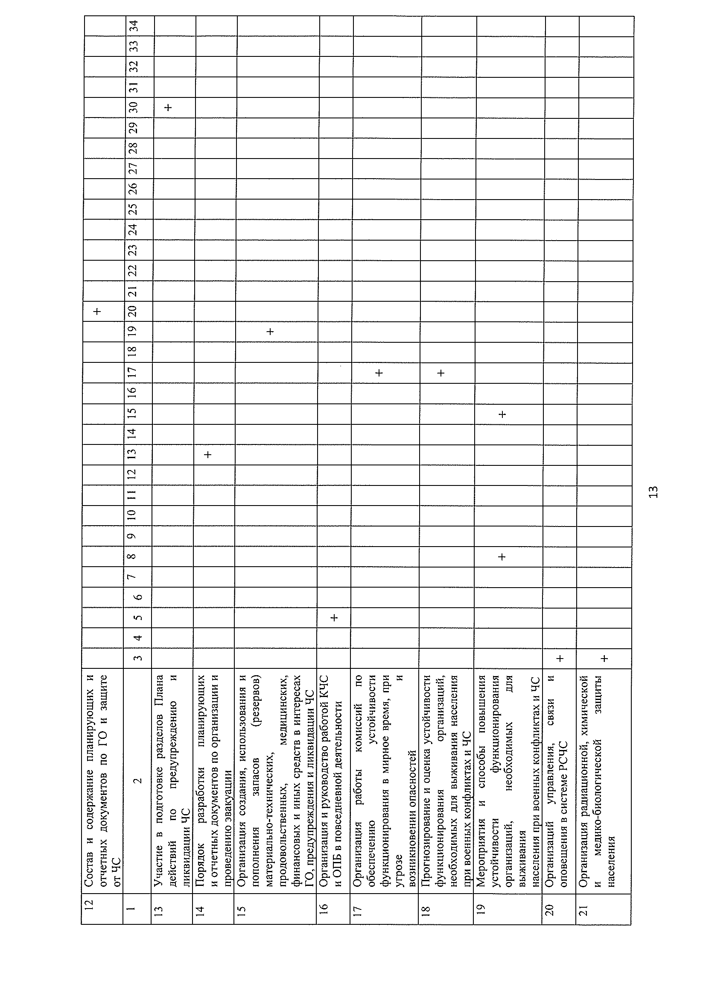 12 Состав и содержание планирующих и
отчетных документов по ГО и защите
от ЧС
+
1 2 3 4 5 6 7 8 9 10 11 12 13 14 15 16 17 18 19 20 21 22 23 24 25 26 27 28 29 30 31 32 33 34
13 Участие в подготовке разделов Плана
действий по предупреждению и
ликвидации ЧС
+
14 Порядок разработки планирующих
и отчетных документов по организации и
проведению эвакуации
+
15 Организация создания, использования и
пополнения запасов (резервов)
материально-технических,
продовольственных, медицинских,
финансовых и иных средств в интересах
ГО, предупреждения и ликвидации ЧС
+
16 Организация и руководство работой КЧС
и ОПБ в повседневной деятельности
+
17 Организация работы комиссий по
обеспечению устойчивости
функционирования в мирное время, при
угрозе и
возникновении опасностей
+
18 Прогнозирование и оценка устойчивости
функционирования организаций,
необходимых для выживания населения
при военных конфликтах и ЧС
+
19 Мероприятия и способы повышения
устойчивости функционирования
организаций, необходимых для
выживания
населения при военных конфликтах и ЧС
+ +
20 Организаций управления, связи и
оповещения в системе РСЧС
+
21 Организация радиационной, химической
и медико-биологической защиты
населения
+
13